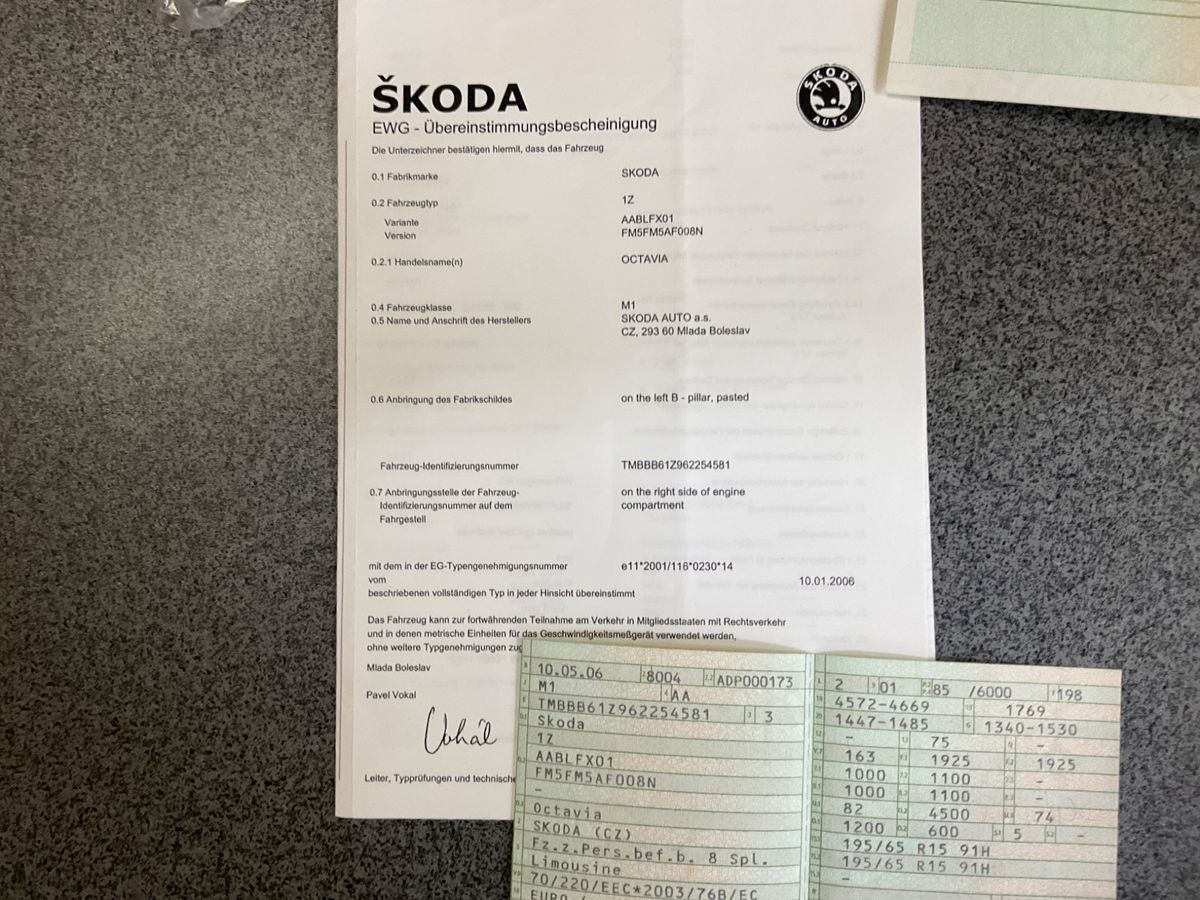 ŠKODA
ŠKODA
AUTO
EWG - Übereinstimmungsbescheinigung
Die Unterzeichner bestätigen hiermit, dass das Fahrzeug
0.1 Fabrikmarke SKODA
0.2 Fahrzeugtyp 1Z
Variante AABLFX01
Version FM5FM5AF008N
0.2.1 Handelsname(n) OCTAVIA
0.4 Fahrzeugklasse M1
0.5 Name und Anschrift des Herstellers SKODA AUTO a.s.
CZ, 293 60 Mlada Boleslav
0.6 Anbringung des Fabrikschildes on the left B - pillar, pasted
Fahrzeug-Identifizierungsnummer TMBBB61Z962254581
0.7 Anbringungsstelle der Fahrzeug- on the right side of engine
Identifizierungsnummer auf dem compartment
Fahrgestell
mit dem in der EG-Typengenehmigungsnummer e11*2001/116*0230*14
vom 10.01.2006
beschriebenen vollständigen Typ in jeder Hinsicht übereinstimmt
Das Fahrzeug kann zur fortwährenden Teilnahme am Verkehr in Mitgliedsstaaten mit Rechtsverkehr
und in denen metrische Einheiten für das Geschwindigkeitsmeßgerät verwendet werden,
ohne weitere Typgenehmigungen zug
Mlada Boleslav
Pavel Vokal
Vokál
Leiter, Typprüfungen und technische
10.05.06 8004 ADP000173
M1 AA
TMBBB61Z962254581 3
Skoda
1Z
AABLFX01
FM5FM5AF008N
-
Octavia
SKODA (CZ)
Fz.z.Pers.bef.b. 8 Spl.
Limousine
70/220/EEC*2003/76B/EC
EURO
2 01 85 /6000 198
4572-4669 1769
1447-1485 1340-1530
- 75 -
163 1925 1925
1000 1100 -
1000 1100 -
82 4500 74
1200 600 5 -
195/65 R15 91H
195/65 R15 91H
-